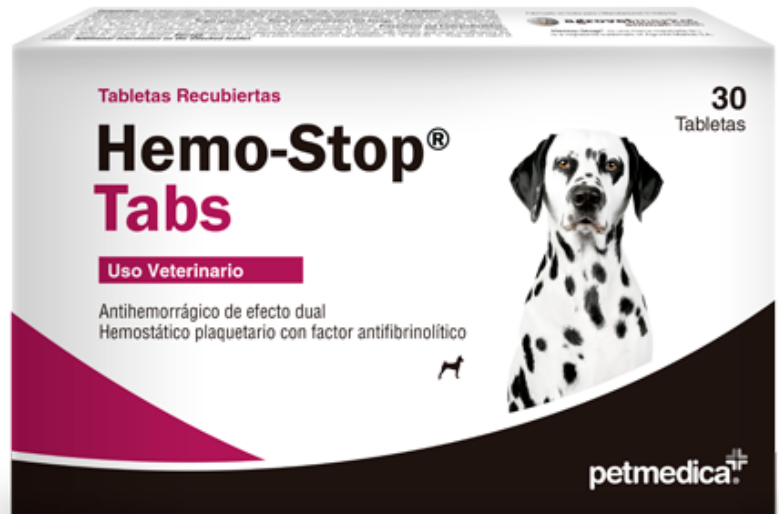 agrovetmarket
Tabletas Recubiertas
30
Tabletas
Hemo-Stop®
Tabs
Uso Veterinario
Antihemorrágico de efecto dual
Hemostático plaquetario con factor antifibrinolítico
petmedica®